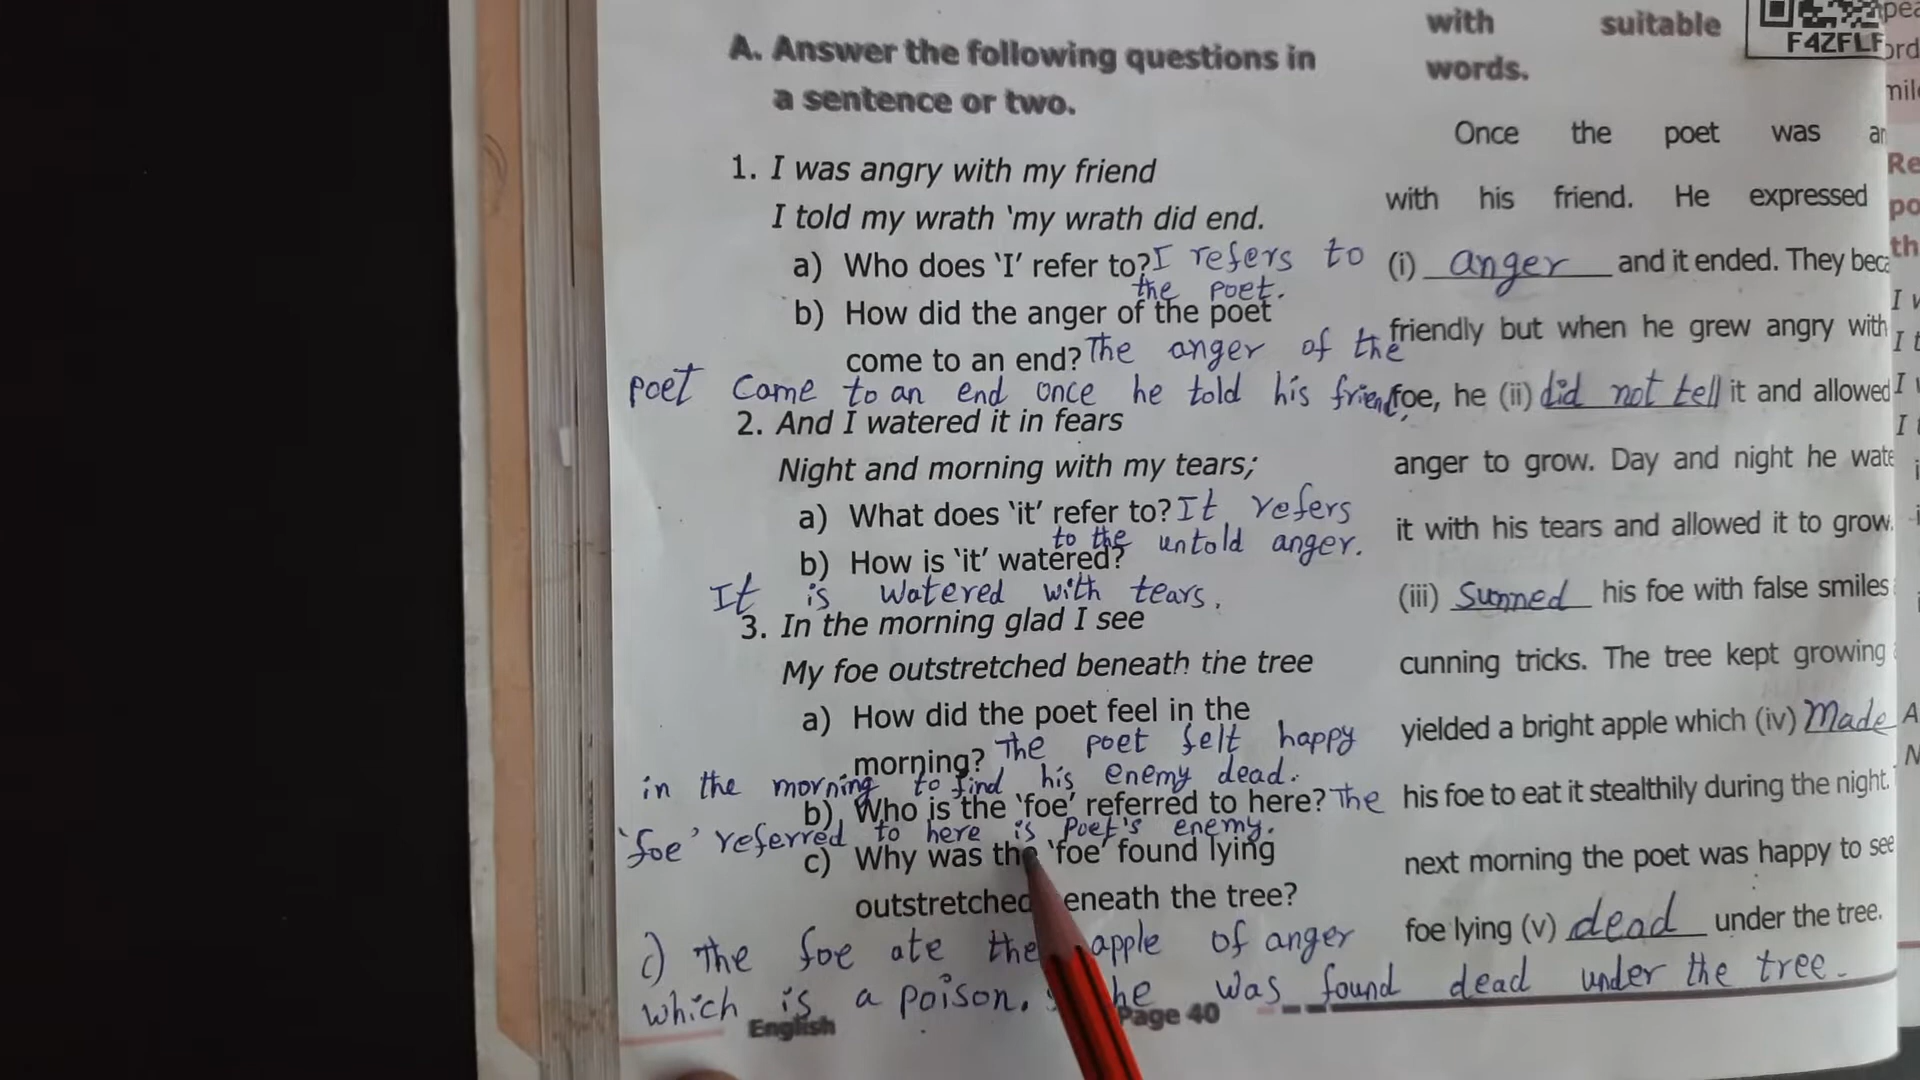 A. Answer the following questions in
a sentence or two.
1. I was angry with my friend
I told my wrath 'my wrath did end.
a) Who does 'I' refer to? I refers to
the poet.
b) How did the anger of the poet
come to an end? The anger of the
poet came to an end once he told his friend.
2. And I watered it in fears
Night and morning with my tears;
a) What does 'it' refer to? It refers
to the untold anger.
b) How is 'it' watered?
It is watered with tears.
3. In the morning glad I see
My foe outstretched beneath the tree
a) How did the poet feel in the
morning? The poet felt happy
in the morning to find his enemy dead.
b) Who is the 'foe' referred to here? The
'foe' referred to here is Poet's enemy.
c) Why was the 'foe' found lying
outstretched eneath the tree?
c) The foe ate the apple of anger
which is a poison. he was found dead under the tree.
English Page 40
with suitable
words.
F4ZFLF
Once the poet was
with his friend. He expressed
(i) anger and it ended. They
friendly but when he grew angry with
foe, he (ii) did not tell it and allowed
anger to grow. Day and night he
it with his tears and allowed it to grow.
(iii) Sunned his foe with false smiles
cunning tricks. The tree kept growing
yielded a bright apple which (iv) Made
his foe to eat it stealthily during the night.
next morning the poet was happy to see
foe lying (v) dead under the tree.